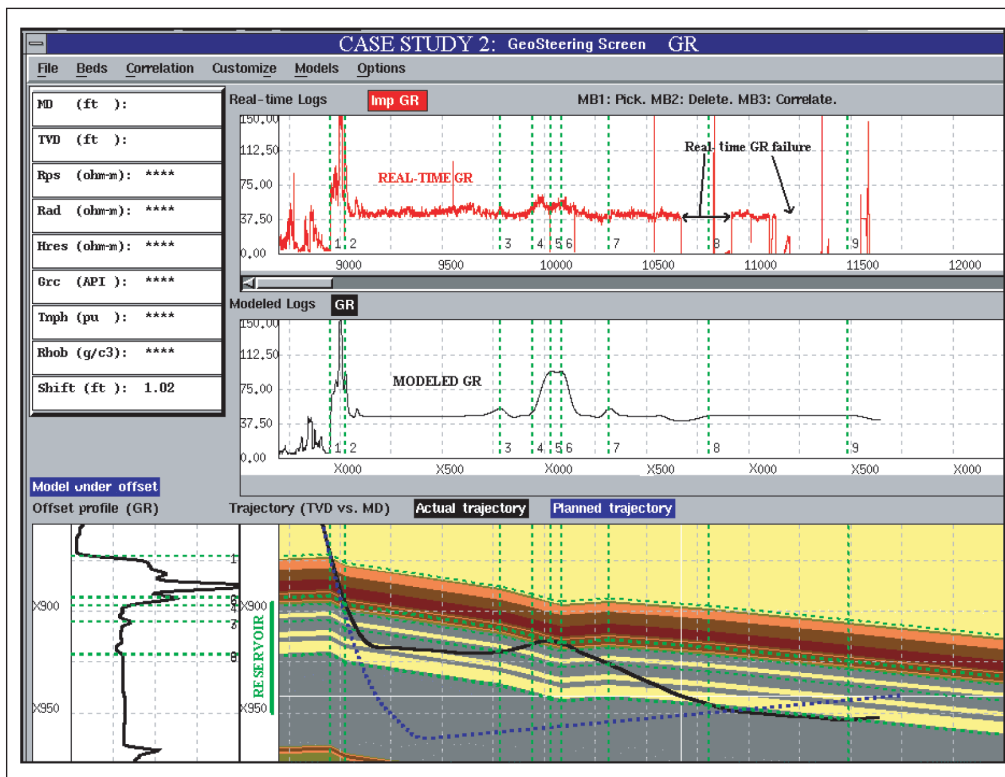 CASE STUDY 2: GeoSteering Screen GR
File Beds Correlation Customize Models Options
MD (ft ):
TVD (ft ):
Rps (ohm-m): ****
Rad (ohm-m): ****
Hres (ohm-m): ****
Grc (API ): ****
Tnph (pu ): ****
Rhob (g/c3): ****
Shift (ft ): 1.02
Real-time Logs Imp GR MB1: Pick. MB2: Delete. MB3: Correlate.
150,00
112,50
75,00
37,50
0,00
REAL-TIME GR
Real- time GR failure
1 2 3 4 5 6 7 8 9
9000 9500 10000 10500 11000 11500 12000
Modeled Logs GR
150,00
112,50
75,00
37,50
0,00
MODELED GR
1 2 3 4 5 6 7 8 9
X000 X500 X000 X500 X000 X500 X000
Model under offset
Offset profile (GR) Trajectory (TVD vs. MD) Actual trajectory Planned trajectory
1
X900
X950
8
X900
X950
RESERVOIR